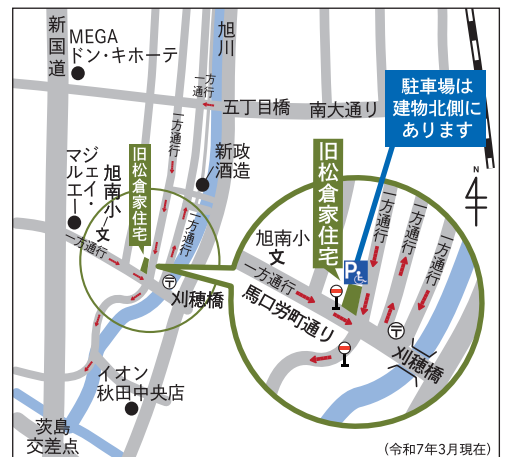 新国道
MEGA
ドン・キホーテ
旭川
一方
通行
五丁目橋
南大通り
駐車場は
建物北側に
あります
一方通行
新政
酒造
旧松倉家住宅
旭南小
文
ジェイ・
マルエー
一方通行
一方通行
〒
刈穂橋
イオン
秋田中央店
茨島
交差点
N
旧松倉家住宅
旭南小
文
P
一方通行
馬口労町通り
一方通行
一方通行
一方通行
〒
刈穂橋
(令和7年3月現在)